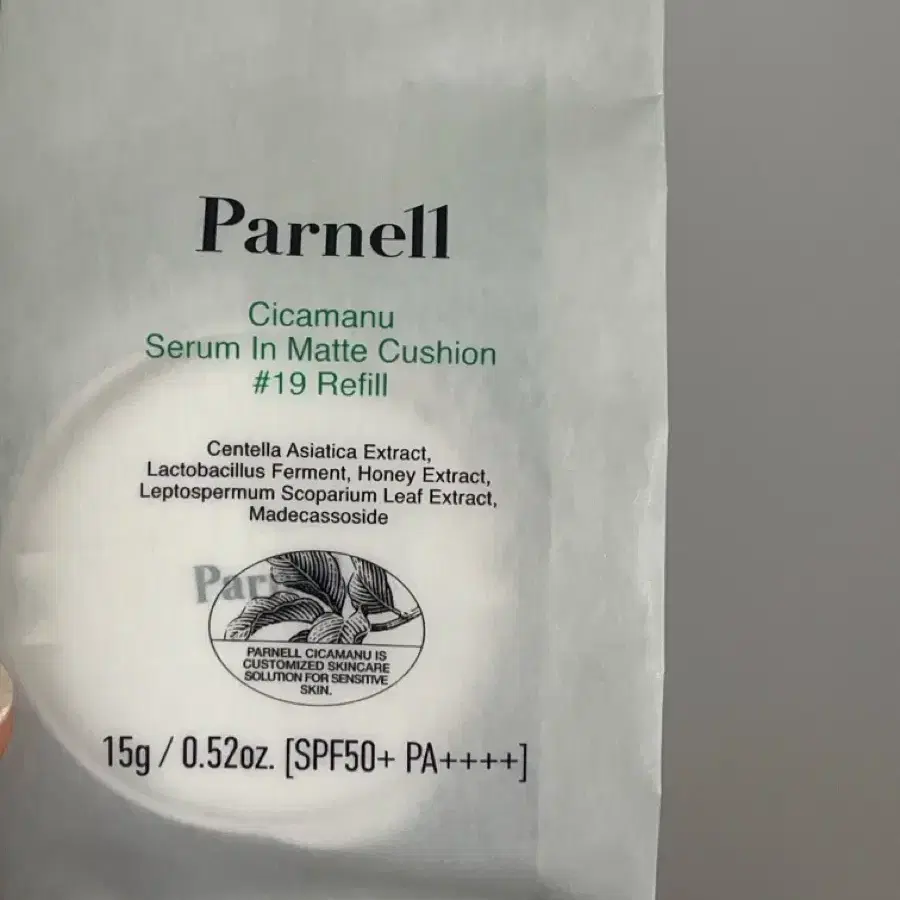 Parnell
Cicamanu
Serum In Matte Cushion
#19 Refill
Centella Asiatica Extract,
Lactobacillus Ferment, Honey Extract,
Leptospermum Scoparium Leaf Extract,
Madecassoside
PARNELL CICAMANU IS
CUSTOMIZED SKINCARE
SOLUTION FOR SENSITIVE
SKIN.
15g / 0.52oz. [SPF50+ PA++++]